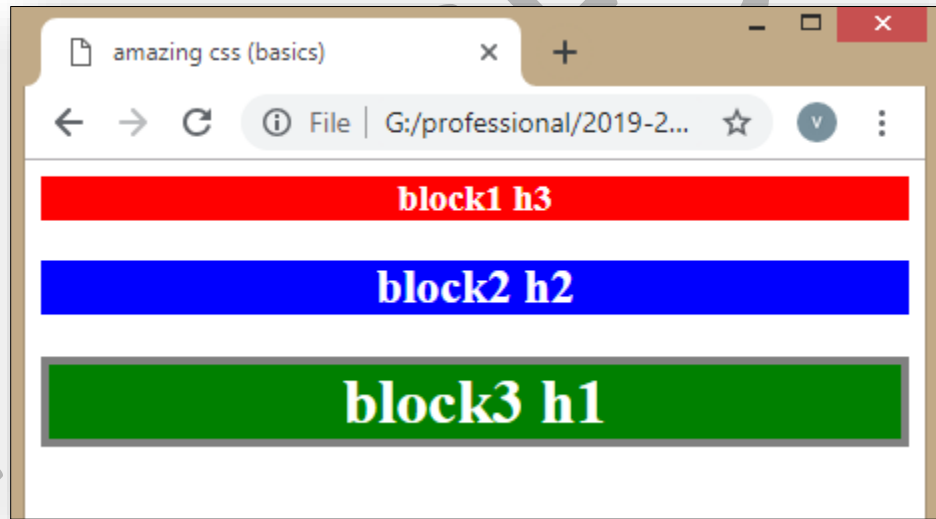 amazing css (basics)
File | G:/professional/2019-2...
V
block1 h3
block2 h2
block3 h1